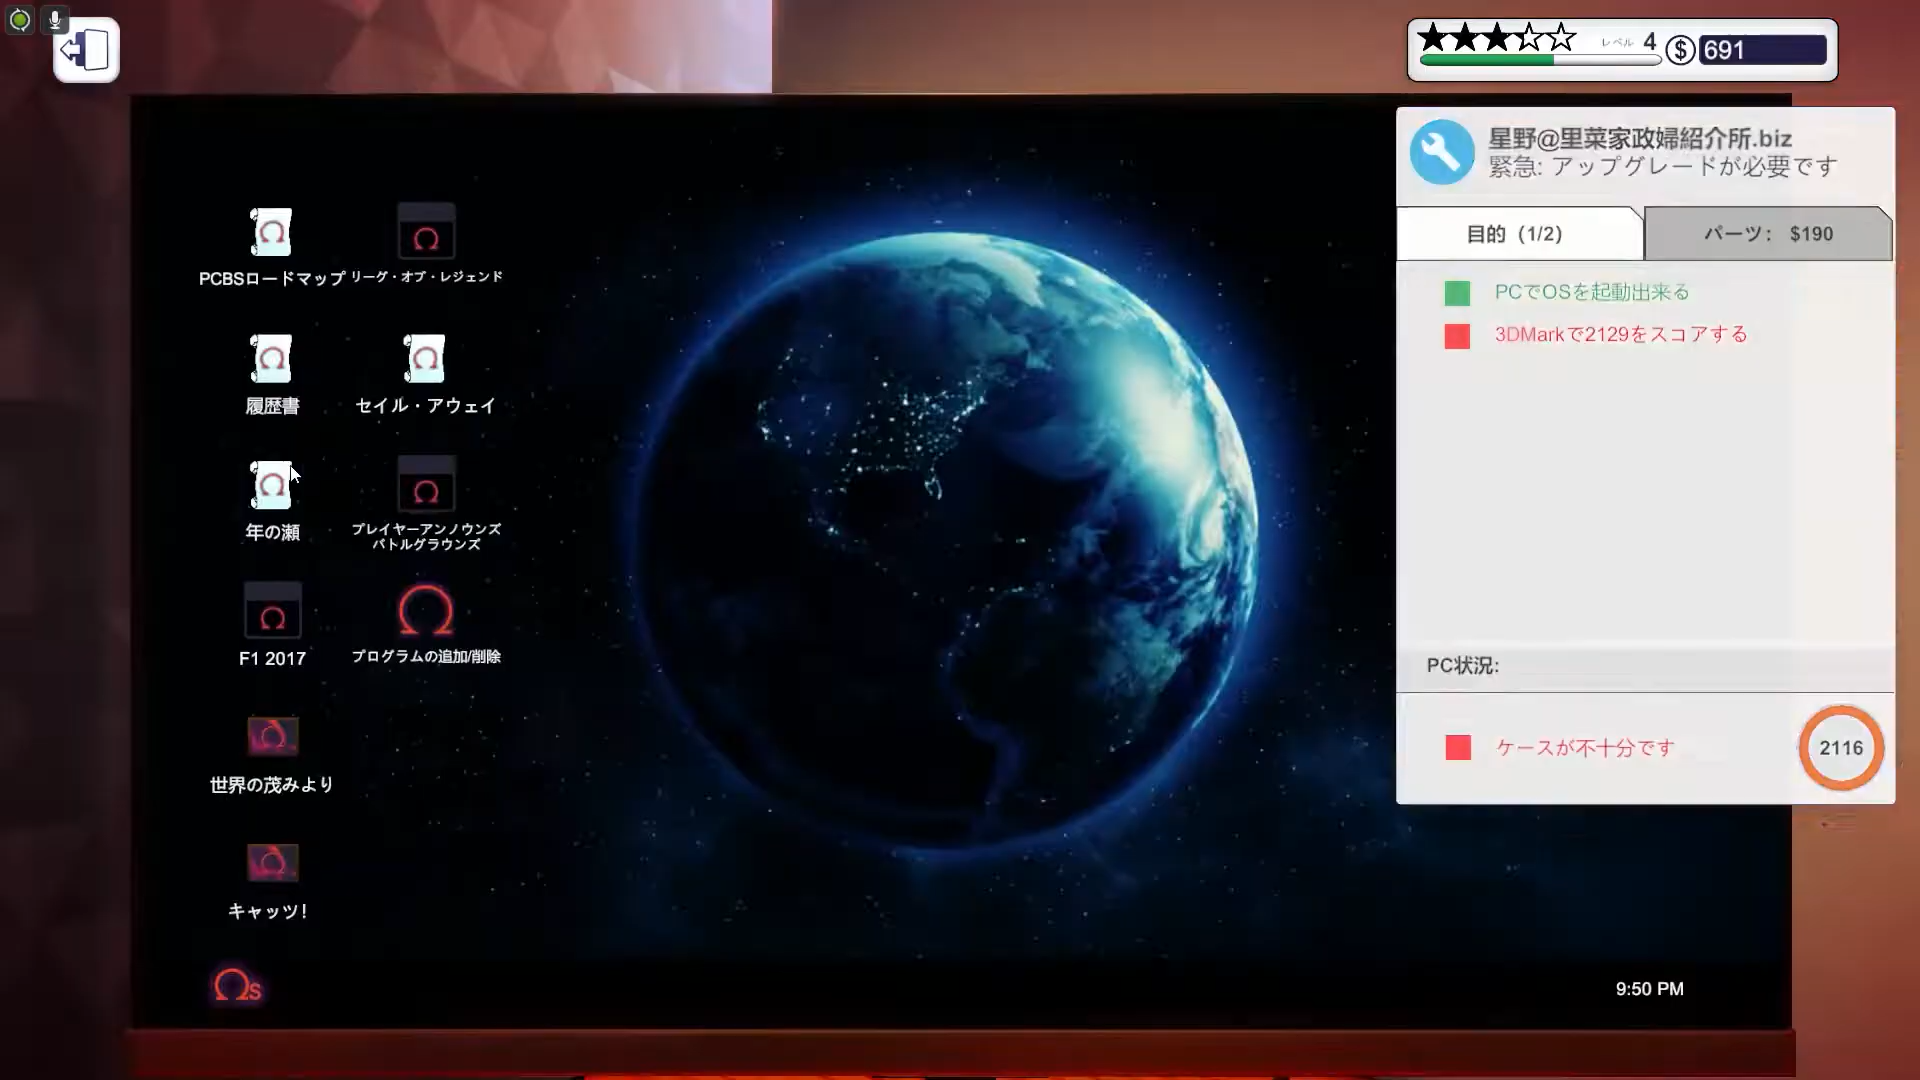 レベル 4
$ 691
星野@里菜家政婦紹介所.biz
緊急: アップグレードが必要です
目的（1/2）
パーツ： $190
PCでOSを起動出来る
3DMarkで2129をスコアする
PC状況:
ケースが不十分です
2116
PCBSロードマップ
リーグ・オブ・レジェンド
履歴書
セイル・アウェイ
年の瀬
プレイヤーアンノウンズ
バトルグラウンズ
F1 2017
プログラムの追加/削除
世界の茂みより
キャッツ!
Ωs
9:50 PM